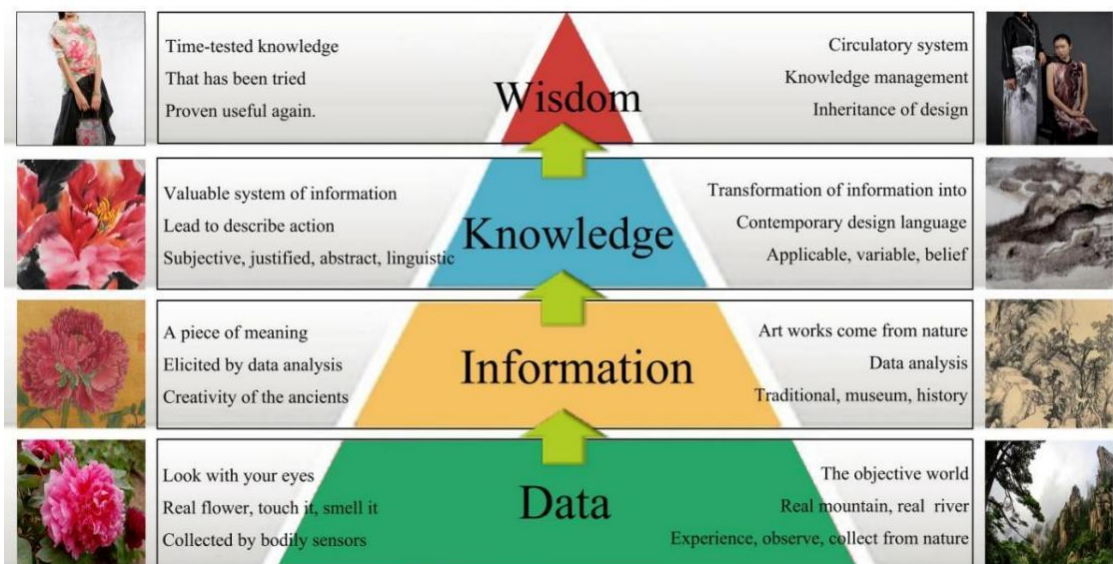 Time-tested knowledge
That has been tried
Proven useful again.
Wisdom
Circulatory system
Knowledge management
Inheritance of design
Valuable system of information
Lead to describe action
Subjective, justified, abstract, linguistic
Knowledge
Transformation of information into
Contemporary design language
Applicable, variable, belief
A piece of meaning
Elicited by data analysis
Creativity of the ancients
Information
Art works come from nature
Data analysis
Traditional, museum, history
Look with your eyes
Real flower, touch it, smell it
Collected by bodily sensors
Data
The objective world
Real mountain, real river
Experience, observe, collect from nature